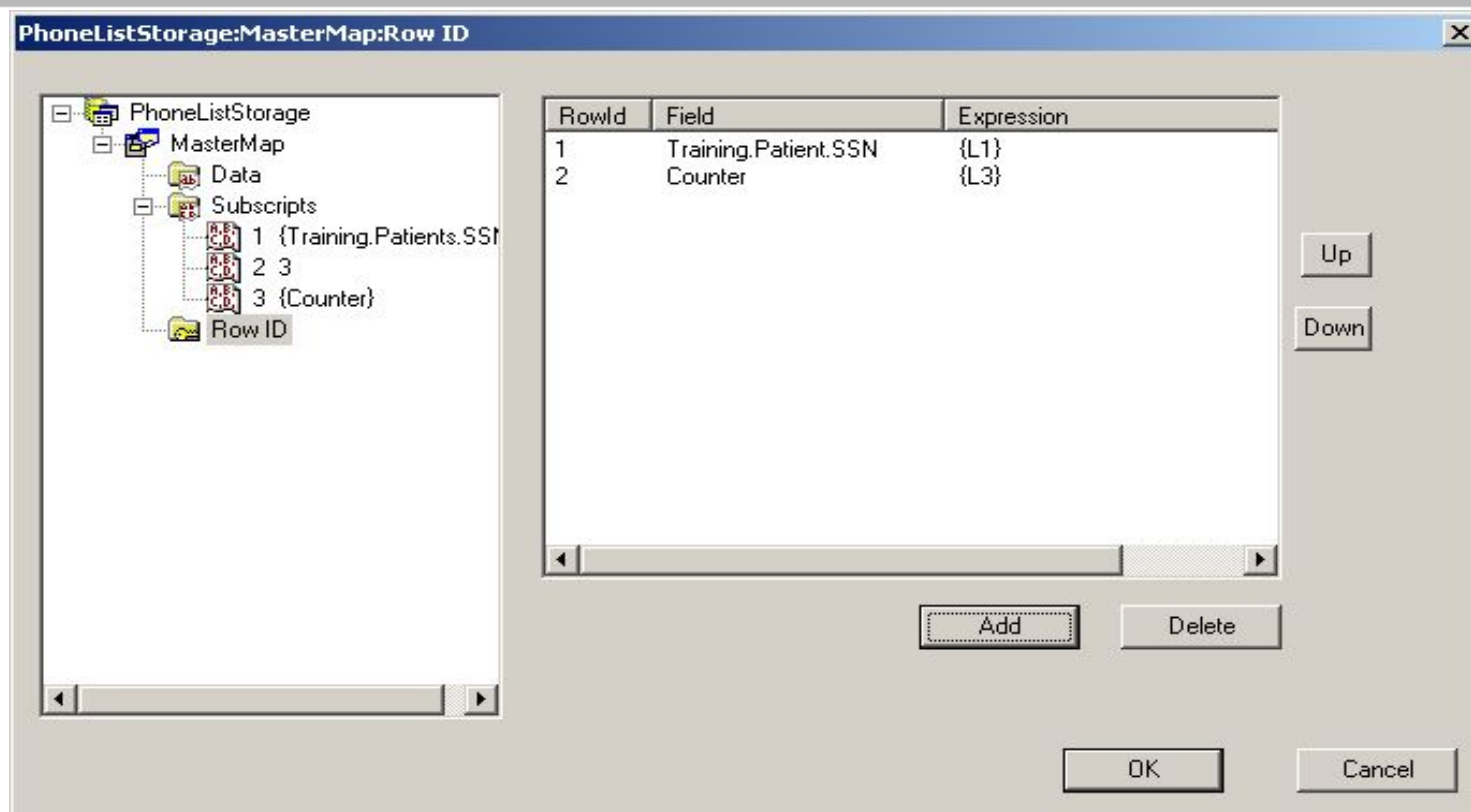 PhoneListStorage:MasterMap:Row ID
PhoneListStorage
MasterMap
Data
Subscripts
1 {Training.Patients.SSN
2 3
3 {Counter}
Row ID
RowId Field Expression
1 Training.Patient.SSN {L1}
2 Counter {L3}
Up
Down
Add Delete
OK Cancel